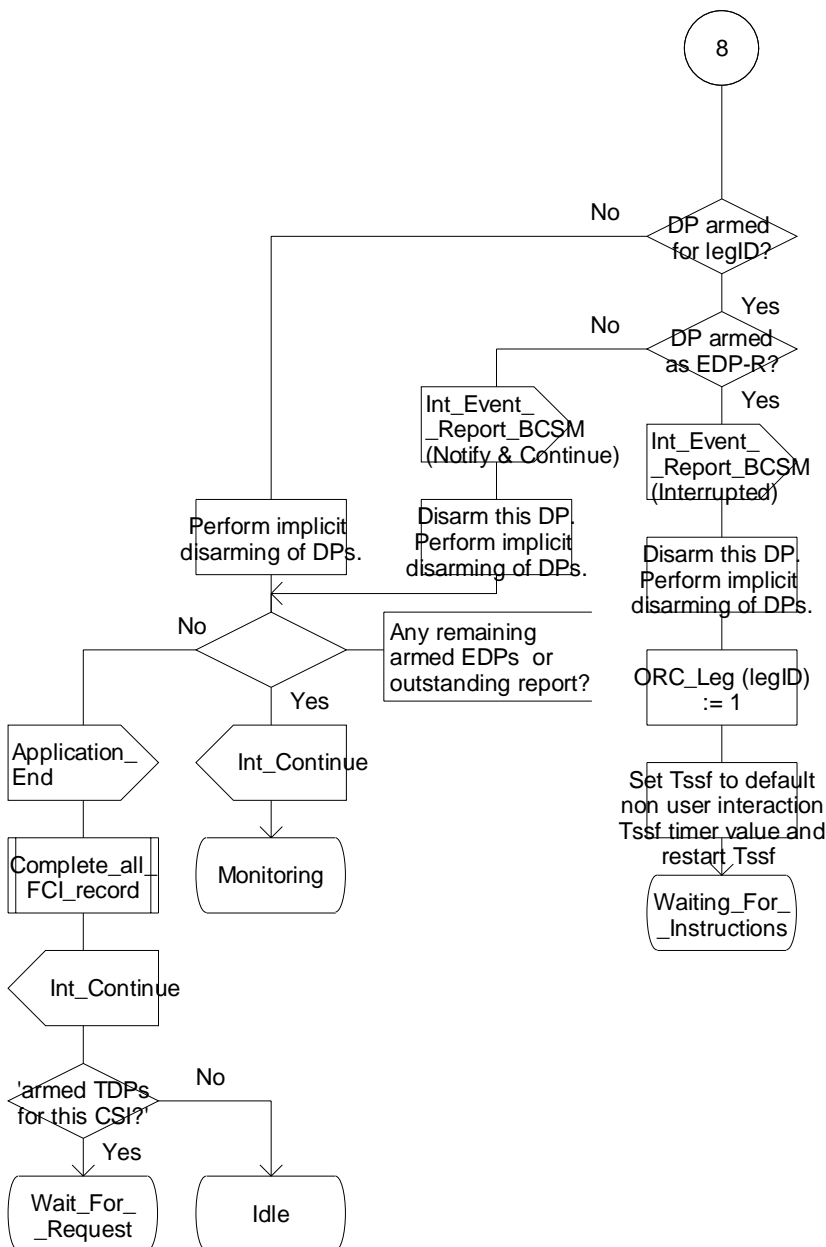 8
No
DP armed
for legID?
Yes
No
DP armed
as EDP-R?
Yes
Int_Event_
_Report_BCSM
(Notify & Continue)
Int_Event_
_Report_BCSM
(Interrupted)
Perform implicit
disarming of DPs.
Disarm this DP.
Perform implicit
disarming of DPs.
Disarm this DP.
Perform implicit
disarming of DPs.
No
Any remaining
armed EDPs or
outstanding report?
Yes
ORC_Leg (legID)
:= 1
Application_
End
Int_Continue
Set Tssf to default
non user interaction
Tssf timer value and
restart Tssf
Complete_all_
FCI_record
Monitoring
Waiting_For_
_Instructions
Int_Continue
'armed TDPs
for this CSI?'
No
Yes
Wait_For_
_Request
Idle